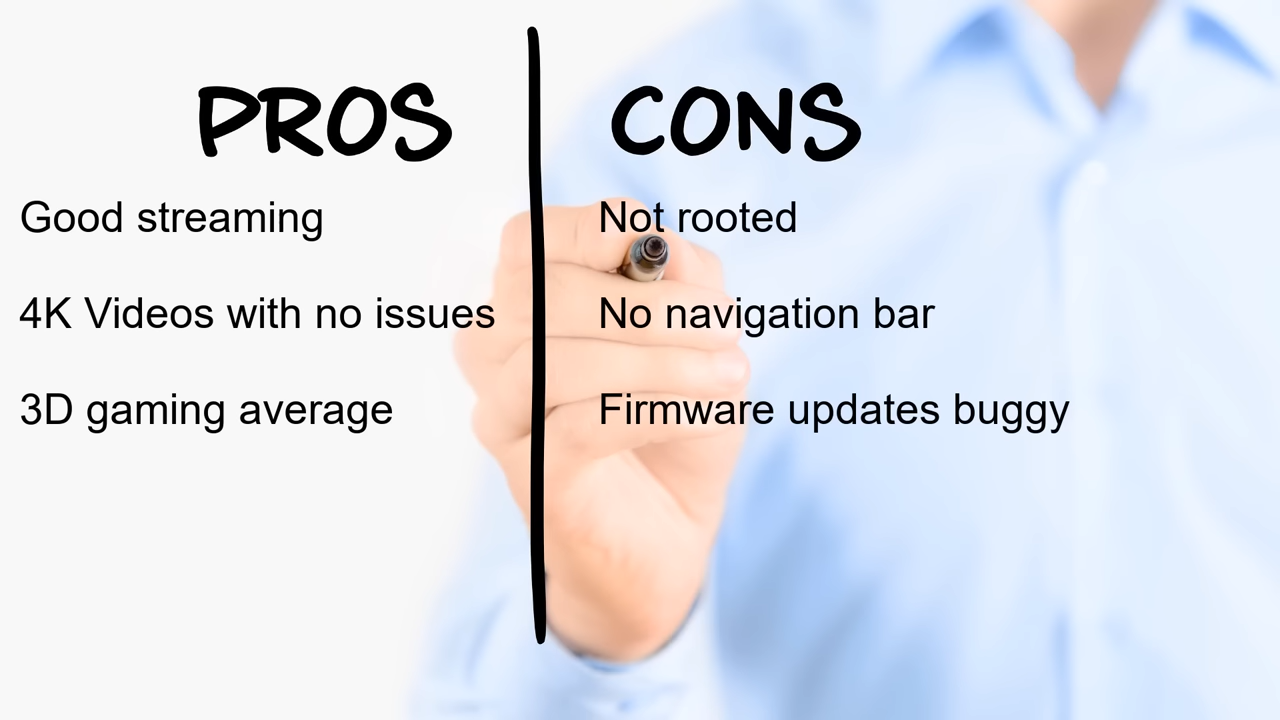 PROS
CONS
Good streaming
4K Videos with no issues
3D gaming average
Not rooted
No navigation bar
Firmware updates buggy